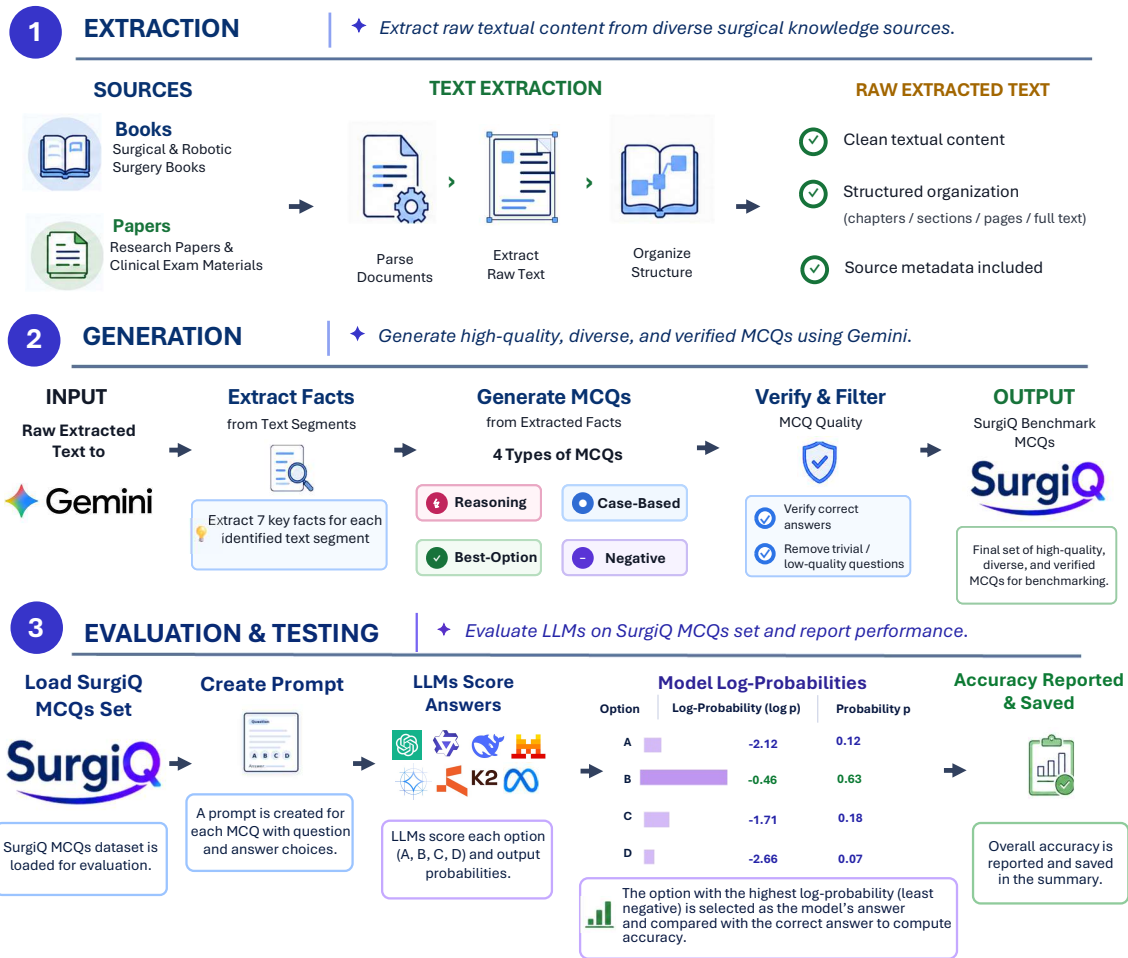 1 EXTRACTION
Extract raw textual content from diverse surgical knowledge sources.
SOURCES
Books
Surgical & Robotic
Surgery Books
Papers
Research Papers &
Clinical Exam Materials
TEXT EXTRACTION
Parse
Documents
Extract
Raw Text
Organize
Structure
RAW EXTRACTED TEXT
Clean textual content
Structured organization
(chapters / sections / pages / full text)
Source metadata included
2 GENERATION
Generate high-quality, diverse, and verified MCQs using Gemini.
INPUT
Raw Extracted
Text to
Gemini
Extract Facts
from Text Segments
Extract 7 key facts for each
identified text segment
Generate MCQs
from Extracted Facts
4 Types of MCQs
Reasoning
Case-Based
Best-Option
Negative
Verify & Filter
MCQ Quality
Verify correct
answers
Remove trivial /
low-quality questions
OUTPUT
SurgiQ Benchmark
MCQs
SurgiQ
Final set of high-quality,
diverse, and verified
MCQs for benchmarking.
3 EVALUATION & TESTING
Evaluate LLMs on SurgiQ MCQs set and report performance.
Load SurgiQ
MCQs Set
SurgiQ
SurgiQ MCQs dataset is
loaded for evaluation.
Create Prompt
Question
A B C D
Answer:
A prompt is created for
each MCQ with question
and answer choices.
LLMs Score
Answers
K2
LLMs score each option
(A, B, C, D) and output
probabilities.
Model Log-Probabilities
Option Log-Probability (log p) Probability p
A -2.12 0.12
B -0.46 0.63
C -1.71 0.18
D -2.66 0.07
The option with the highest log-probability (least
negative) is selected as the model's answer
and compared with the correct answer to compute
accuracy.
Accuracy Reported
& Saved
Overall accuracy is
reported and saved
in the summary.